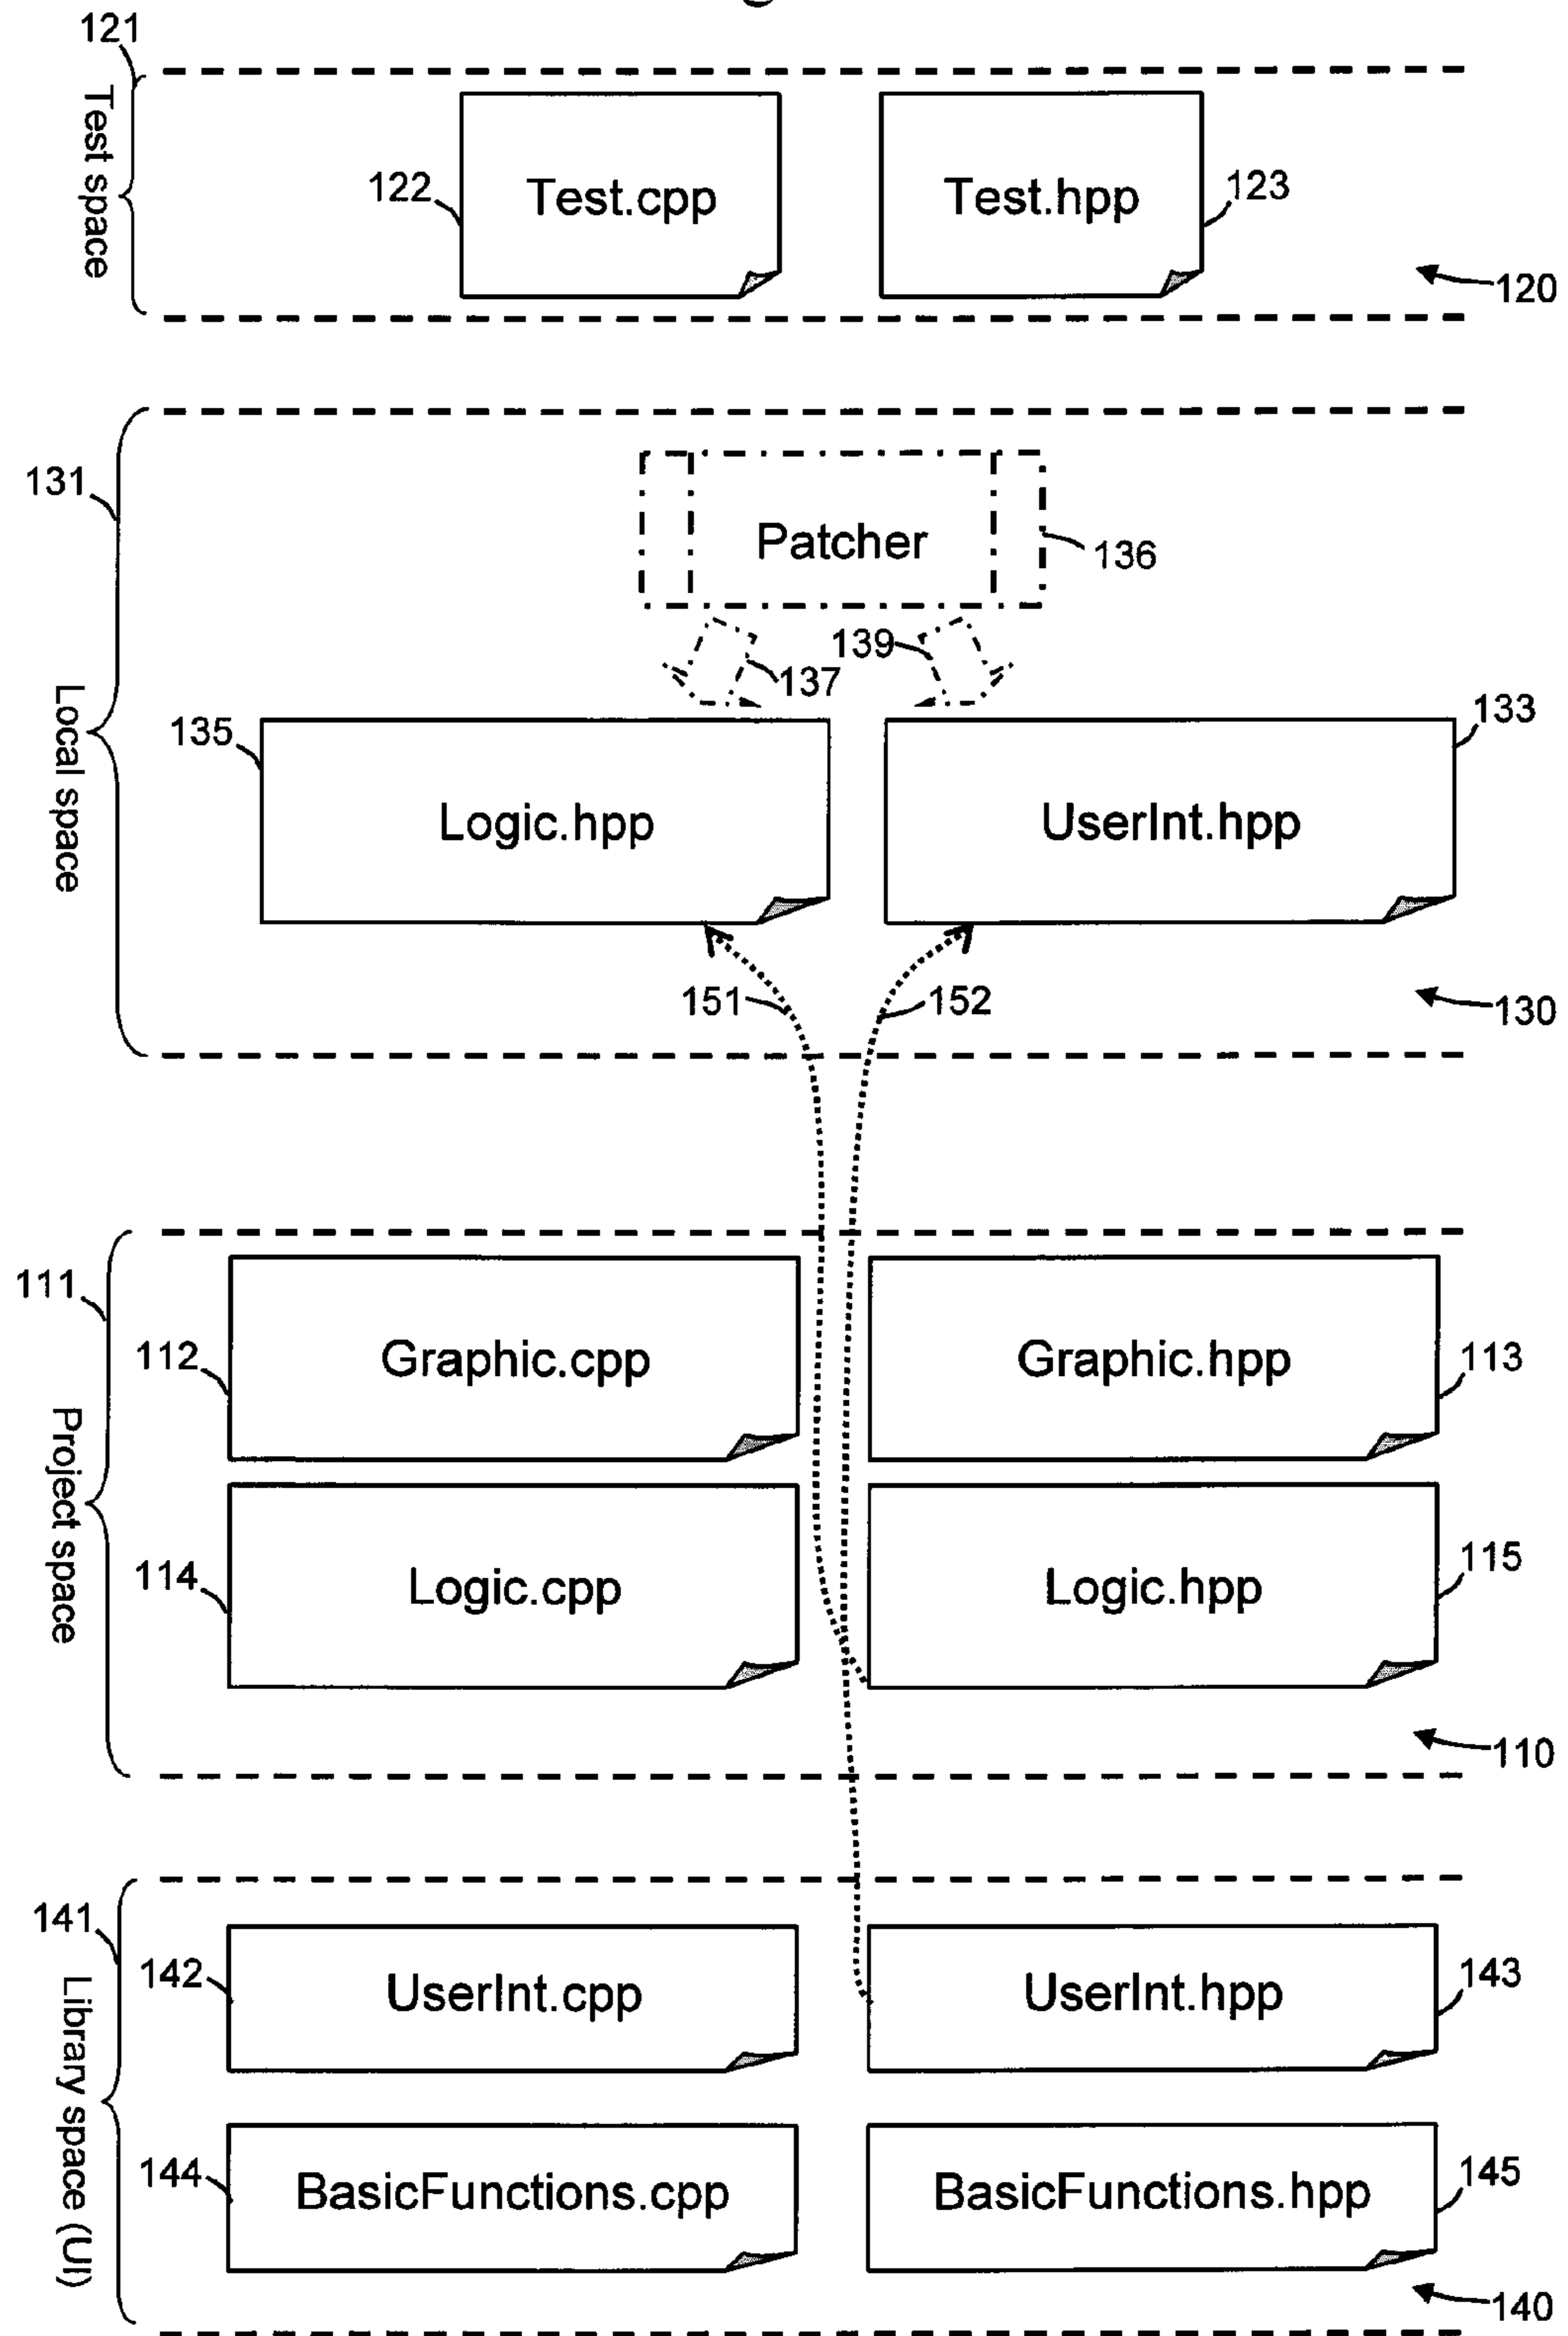 121
Test space
122
Test.cpp
Test.hpp
123
120
131
Local space
Patcher
136
137
139
135
Logic.hpp
UserInt.hpp
133
151
152
130
111
Project space
112
Graphic.cpp
Graphic.hpp
113
114
Logic.cpp
Logic.hpp
115
110
141
Library space (UI)
142
UserInt.cpp
UserInt.hpp
143
144
BasicFunctions.cpp
BasicFunctions.hpp
145
140